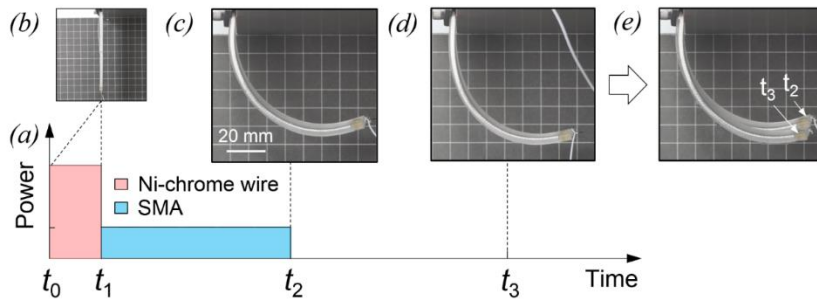 (b)
(c)
(d)
(e)
t3
t2
20 mm
(a)
Ni-chrome wire
SMA
Power
t0
t1
t2
t3
Time